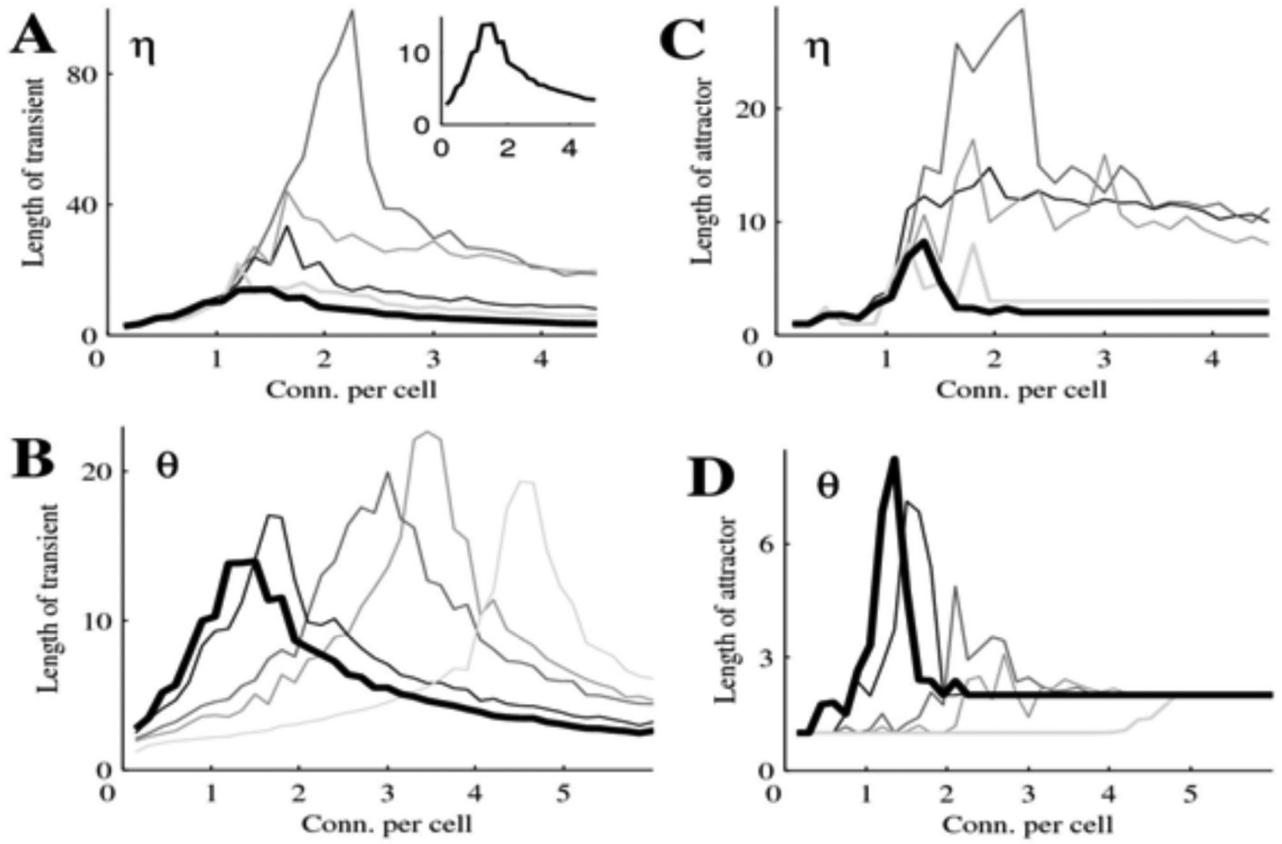 A
η
Length of transient
80
40
0
0
1
2
3
4
Conn. per cell
10
0
0
2
4
C
η
Length of attractor
20
10
0
0
1
2
3
4
Conn. per cell
B
θ
Length of transient
20
10
0
0
1
2
3
4
5
Conn. per cell
D
θ
Length of attractor
6
3
0
0
1
2
3
4
5
Conn. per cell